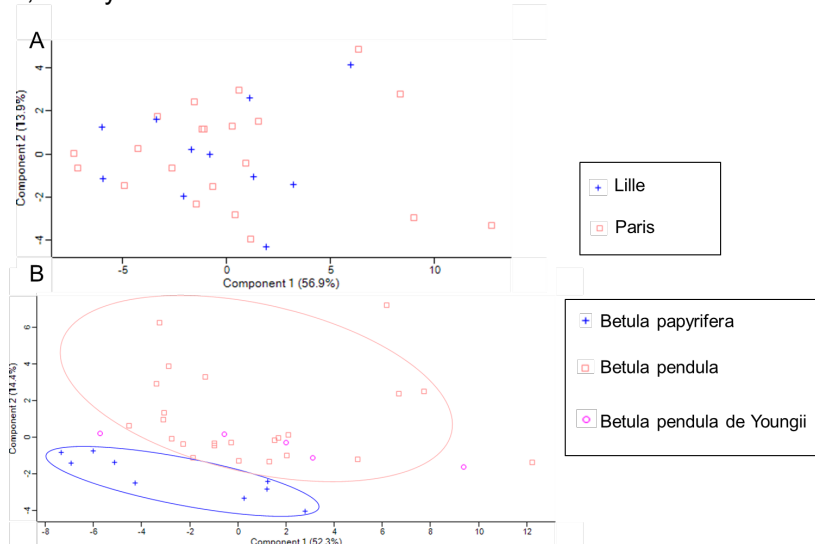 A
Component 2 (13.9%)
4
2
0
-2
-4
-5
0
5
10
Component 1 (56.9%)
Lille
Paris
B
Component 2 (14.4%)
6
4
2
0
-2
-4
-8
-6
-4
-2
0
2
4
6
8
10
12
Component 1 (52.3%)
Betula papyrifera
Betula pendula
Betula pendula de Youngii